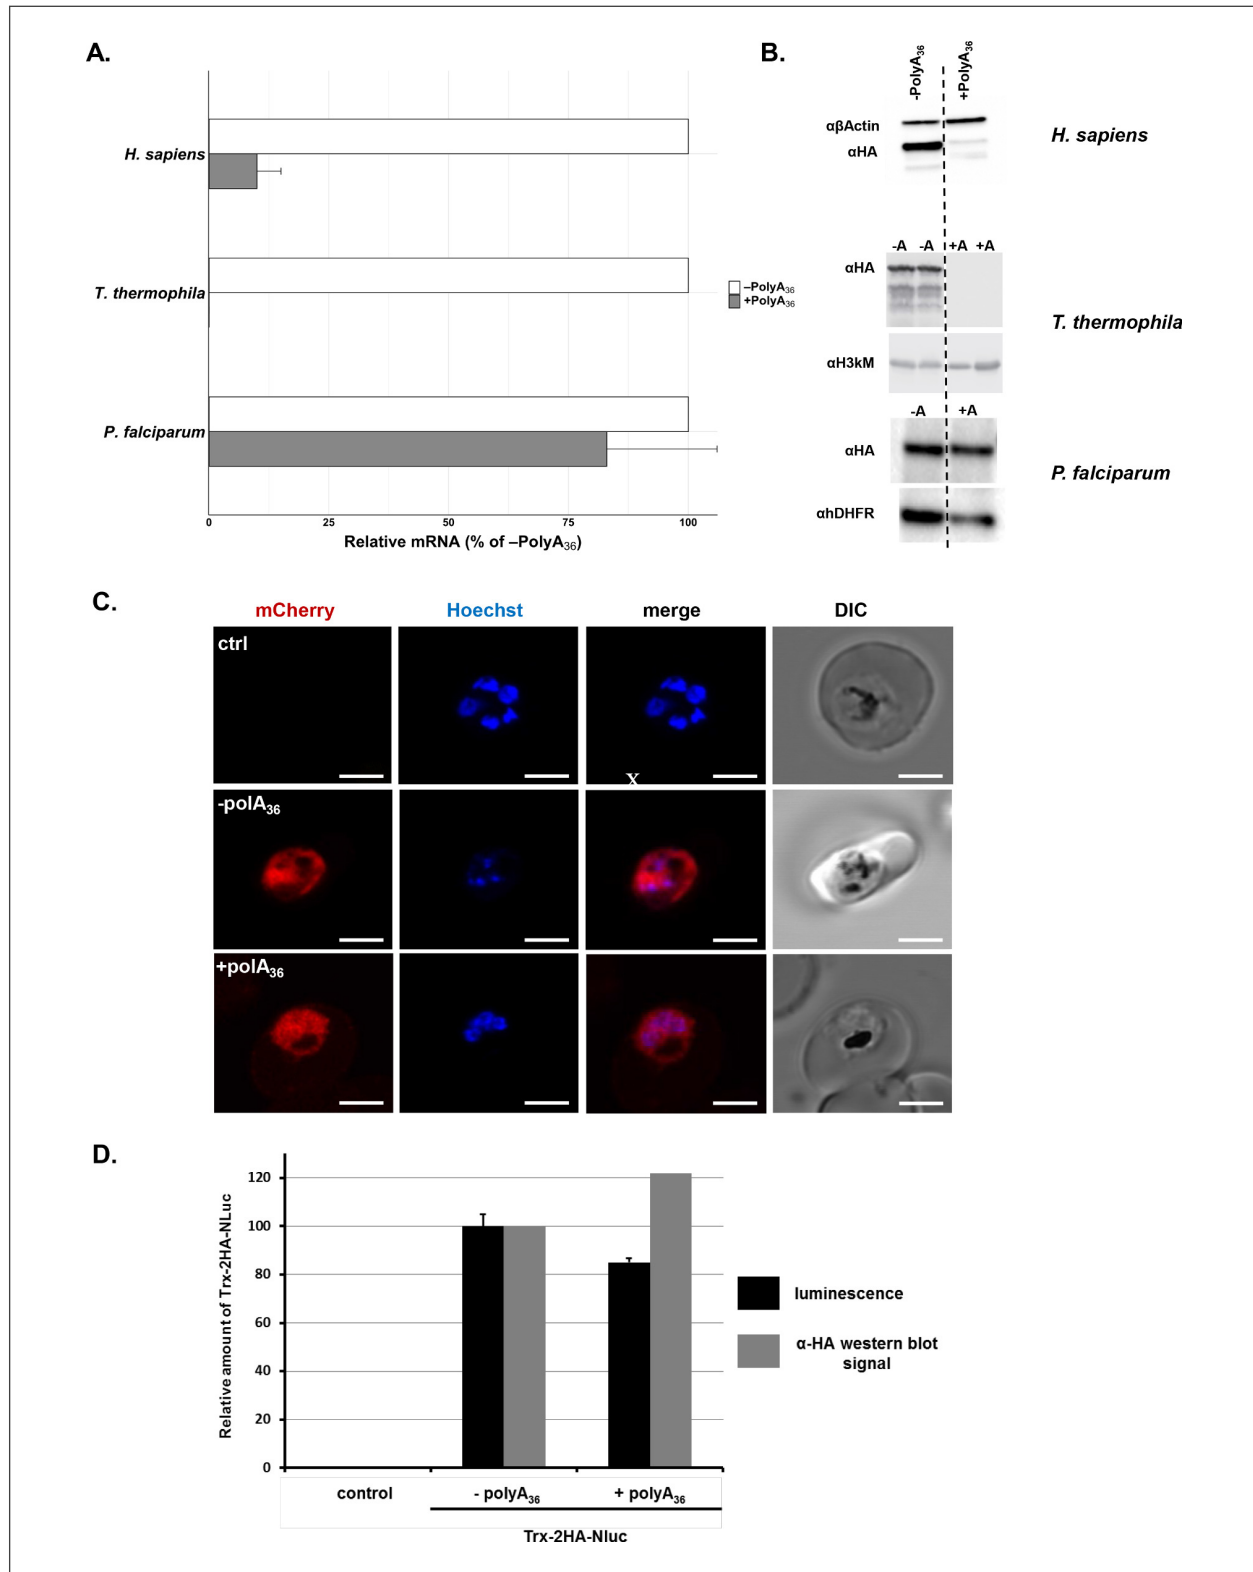 A.
H. sapiens
T. thermophila
P. falciparum
0 25 50 75 100
Relative mRNA (% of –PolyA36)
–PolyA36
+PolyA36
B.
-PolyA36 +PolyA36
αβActin
αHA
H. sapiens
-A -A +A +A
αHA
T. thermophila
αH3kM
-A +A
αHA
P. falciparum
αhDHFR
C.
mCherry Hoechst merge DIC
ctrl
X
-polA36
+polA36
D.
Relative amount of Trx-2HA-NLuc
120
100
80
60
40
20
0
control - polyA36 + polyA36
Trx-2HA-Nluc
luminescence
α-HA western blot
signal